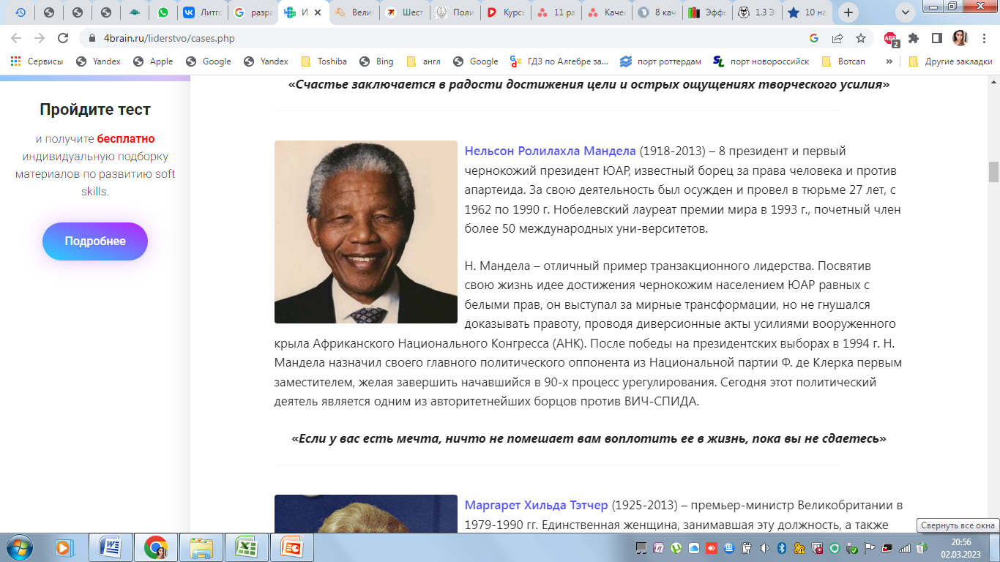 Литго
разра
И
Велич
Шест
Поли
Курсы
11 ра
Качес
8 кач
Эффе
1.3 Эв
10 на
4brain.ru/liderstvo/cases.php
ABP
2
Сервисы
Yandex
Apple
Google
Yandex
Toshiba
Bing
англ
Google
ГДЗ по Алгебре за...
порт роттердам
порт новороссийск
Вотсап
»
Другие закладки
Пройдите тест
и получите бесплатно
индивидуальную подборку
материалов по развитию soft
skills.
Подробнее
«Счастье заключается в радости достижения цели и острых ощущениях творческого усилия»
Нельсон Ролилахла Мандела (1918-2013) – 8 президент и первый
чернокожий президент ЮАР, известный борец за права человека и против
апартеида. За свою деятельность был осужден и провел в тюрьме 27 лет, с
1962 по 1990 г. Нобелевский лауреат премии мира в 1993 г., почетный член
более 50 международных уни-верситетов.
Н. Мандела – отличный пример транзакционного лидерства. Посвятив
свою жизнь идее достижения чернокожим населением ЮАР равных с
белыми прав, он выступал за мирные трансформации, но не гнушался
доказывать правоту, проводя диверсионные акты усилиями вооруженного
крыла Африканского Национального Конгресса (АНК). После победы на президентских выборах в 1994 г. Н.
Мандела назначил своего главного политического оппонента из Национальной партии Ф. де Клерка первым
заместителем, желая завершить начавшийся в 90-х процесс урегулирования. Сегодня этот политический
деятель является одним из авторитетнейших борцов против ВИЧ-СПИДА.
«Если у вас есть мечта, ничто не помешает вам воплотить ее в жизнь, пока вы не сдаетесь»
Маргарет Хильда Тэтчер (1925-2013) – премьер-министр Великобритании в
1979-1990 гг. Единственная женщина, занимавшая эту должность, а также
Свернуть все окна
20:56
02.03.2023